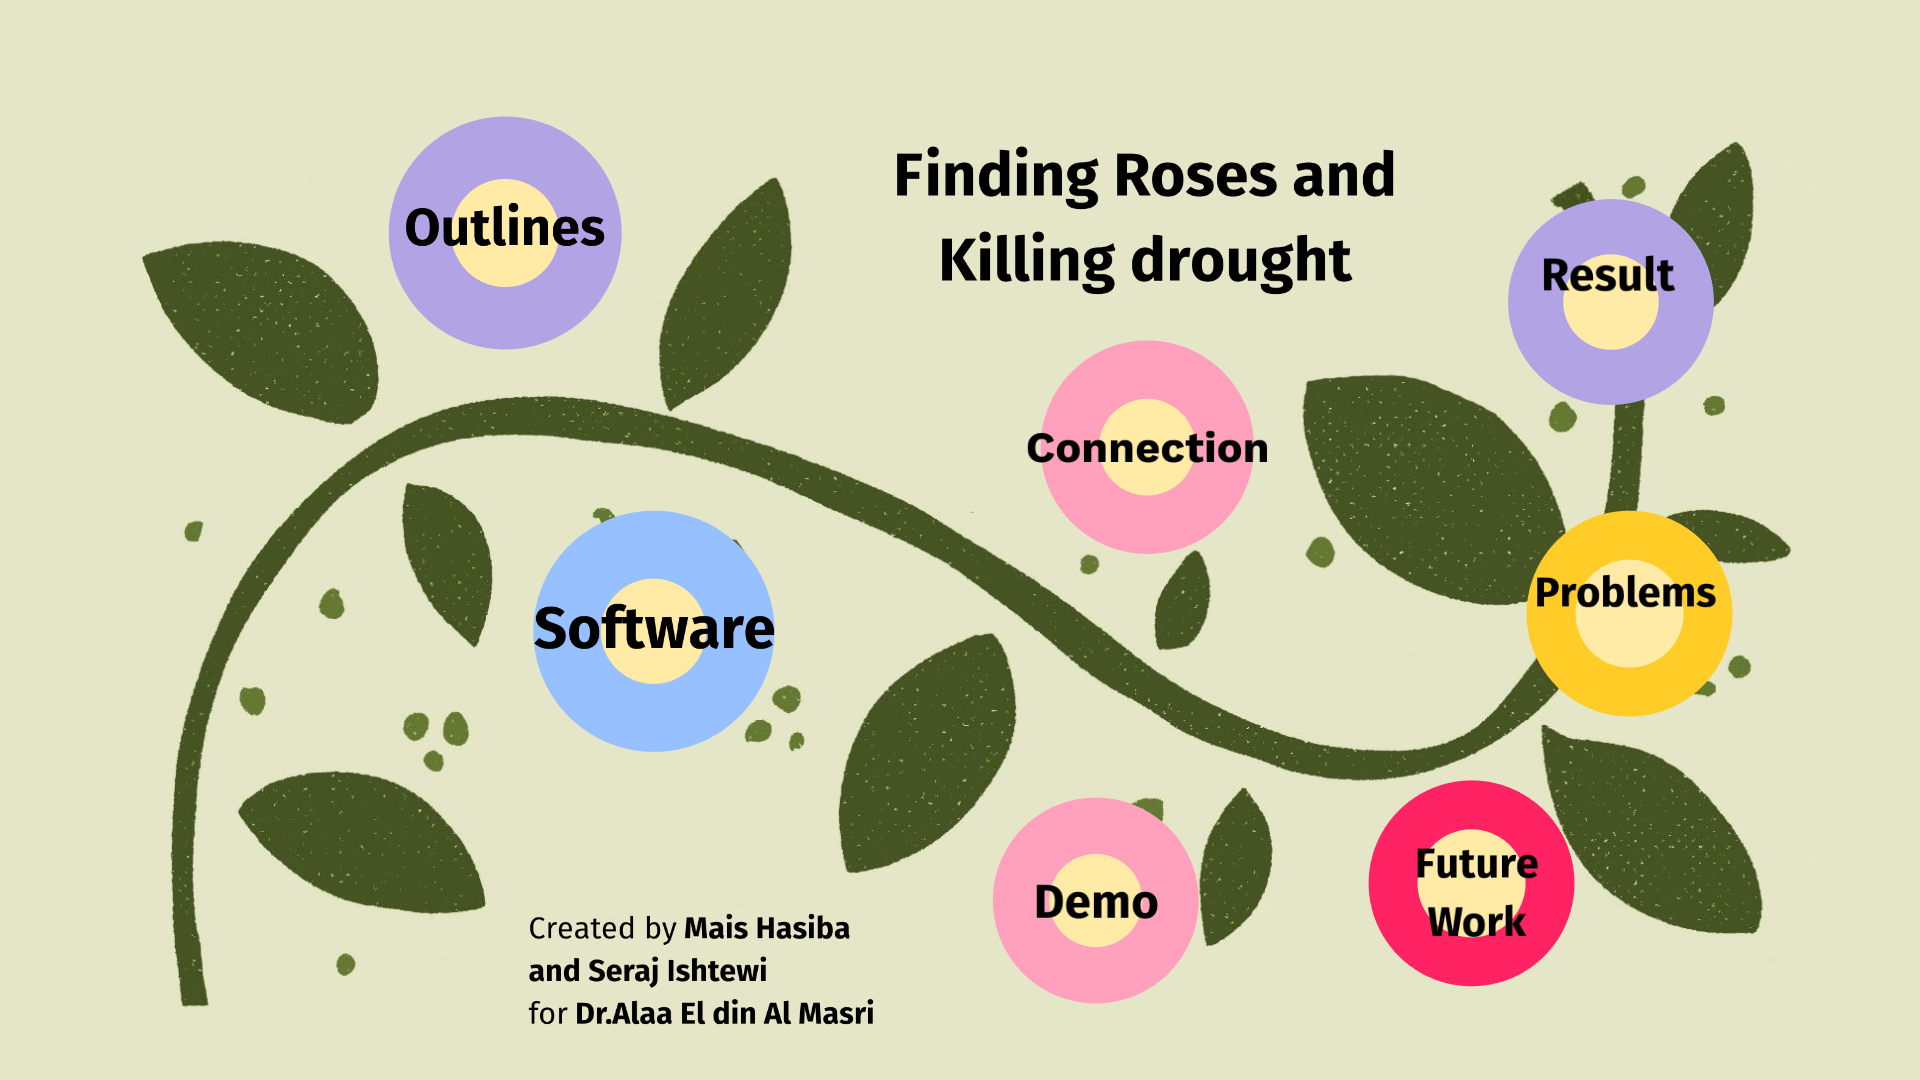 Outlines
Finding Roses and
Killing drought
Result
Connection
Software
Problems
Demo
Future
Work
Created by Mais Hasiba
and Seraj Ishtewi
for Dr.Alaa El din Al Masri